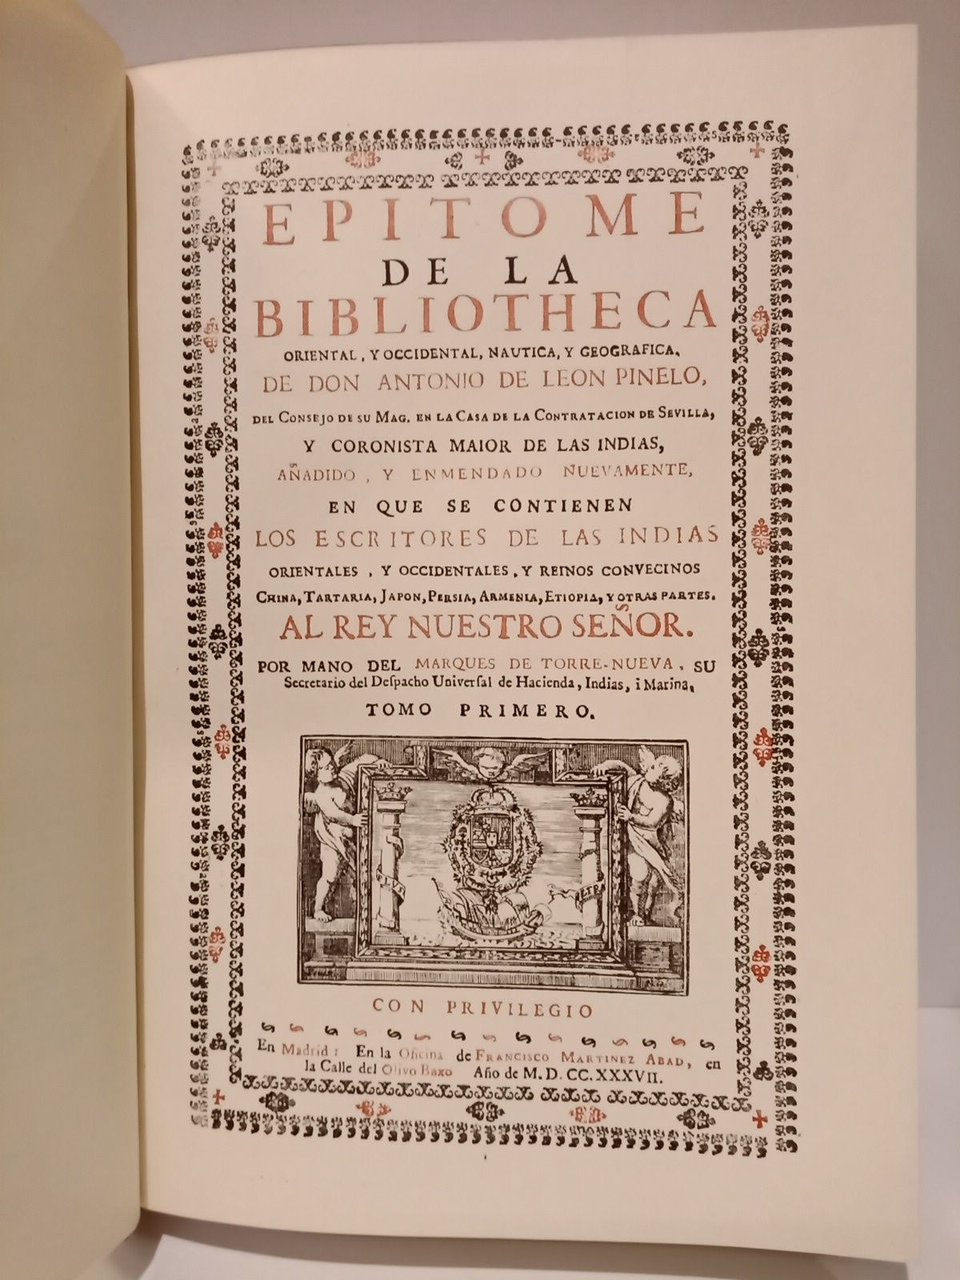 EPITOME
DE LA
BIBLIOTHECA
ORIENTAL, Y OCCIDENTAL, NAUTICA, Y GEOGRAFICA.
DE DON ANTONIO DE LEON PINELO,
DEL CONSEJO DE SU MAG. EN LA CASA DE LA CONTRATACION DE SEVILLA,
Y CORONISTA MAIOR DE LAS INDIAS,
AÑADIDO, Y ENMENDADO NUEVAMENTE,
EN QUE SE CONTIENEN
LOS ESCRITORES DE LAS INDIAS
ORIENTALES, Y OCCIDENTALES, Y REINOS CONVECINOS
CHINA, TARTARIA, JAPON, PERSIA, ARMENIA, ETIOPIA, Y OTRAS PARTES.
AL REY NUESTRO SEÑOR.
POR MANO DEL MARQUES DE TORRE-NUEVA, SU
Secretario del Deſpacho Univerſal de Hacienda, Indias, i Marina,
TOMO PRIMERO.
CON PRIVILEGIO
En Madrid: En la Oficina de FRANCISCO MARTINEZ ABAD, en
la Calle del Olivo Baxo Año de M.D.CC.XXXVII.